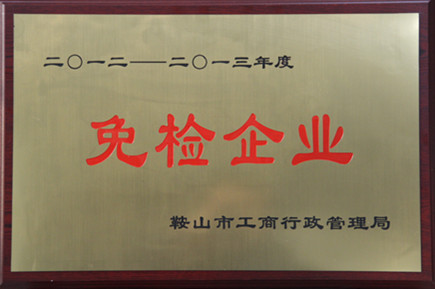 二〇一二——二〇一三年度
免检企业
鞍山市工商行政管理局